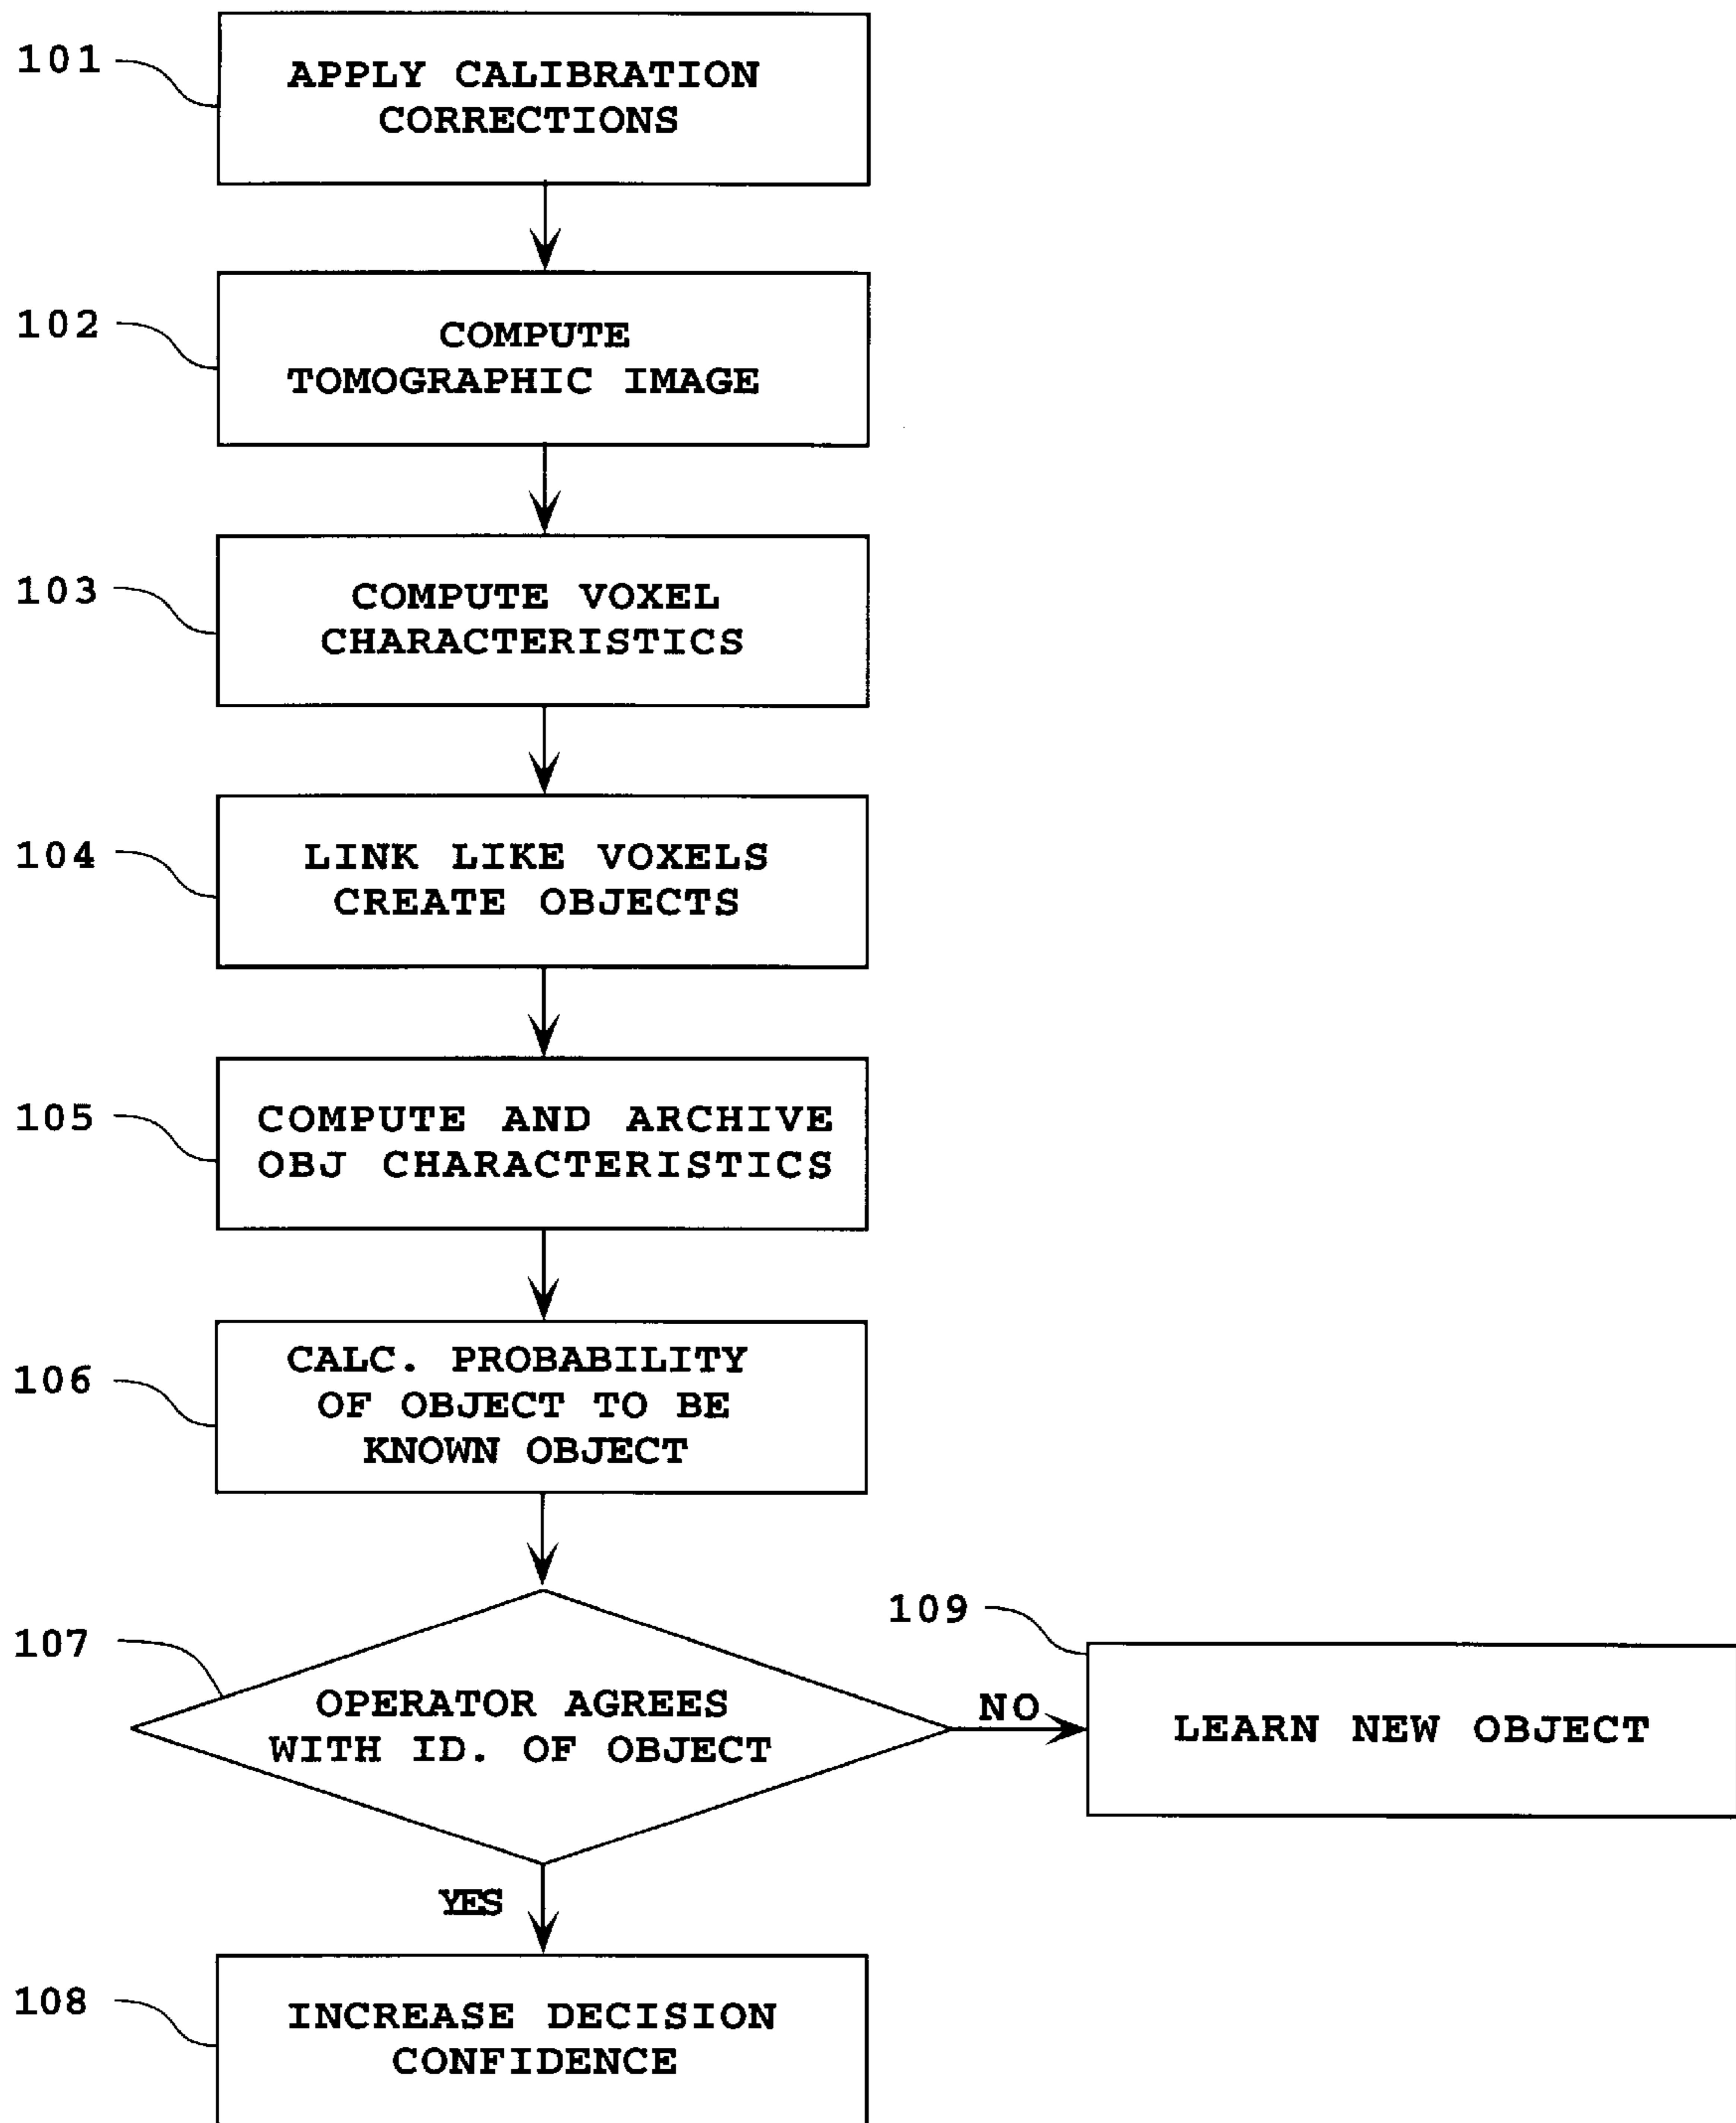 101
APPLY CALIBRATION
CORRECTIONS
102
COMPUTE
TOMOGRAPHIC IMAGE
103
COMPUTE VOXEL
CHARACTERISTICS
104
LINK LIKE VOXELS
CREATE OBJECTS
105
COMPUTE AND ARCHIVE
OBJ CHARACTERISTICS
106
CALC. PROBABILITY
OF OBJECT TO BE
KNOWN OBJECT
107
OPERATOR AGREES
WITH ID. OF OBJECT
NO
109
LEARN NEW OBJECT
YES
108
INCREASE DECISION
CONFIDENCE